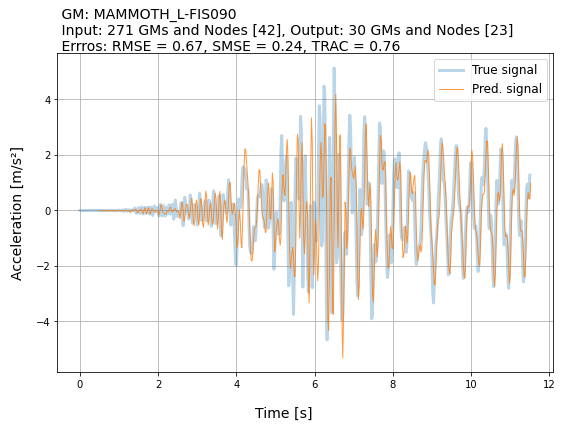 GM: MAMMOTH_L-FIS090
Input: 271 GMs and Nodes [42], Output: 30 GMs and Nodes [23]
Errros: RMSE = 0.67, SMSE = 0.24, TRAC = 0.76
True signal
Pred. signal
Acceleration [m/s²]
4
2
0
−2
−4
0 2 4 6 8 10 12
Time [s]